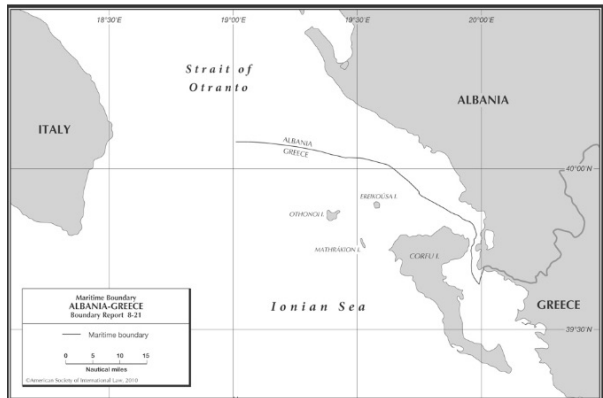 18°30'E
19°00
19°30
20°00
Strait of
Otranto
ALBANIA
ITALY
ALBANIA
GREECE
40°00 N
EREIKOÚSA I.
OTHONOI I.
MATHRÁKION I.
CORFU I.
GREECE
Ionian Sea
39°30 N
Maritime Boundary
ALBANIA-GREECE
Boundary Report 8-21
Maritime boundary
0 5 10 15
Nautical miles
©American Society of International Law, 2010